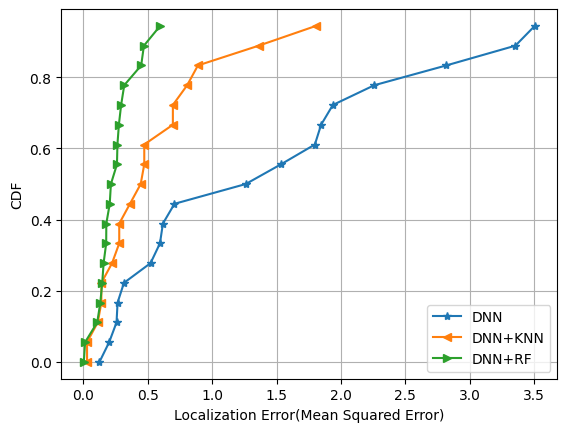 0.8
0.6
0.4
0.2
0.0
CDF
0.0 0.5 1.0 1.5 2.0 2.5 3.0 3.5
Localization Error(Mean Squared Error)
DNN
DNN+KNN
DNN+RF